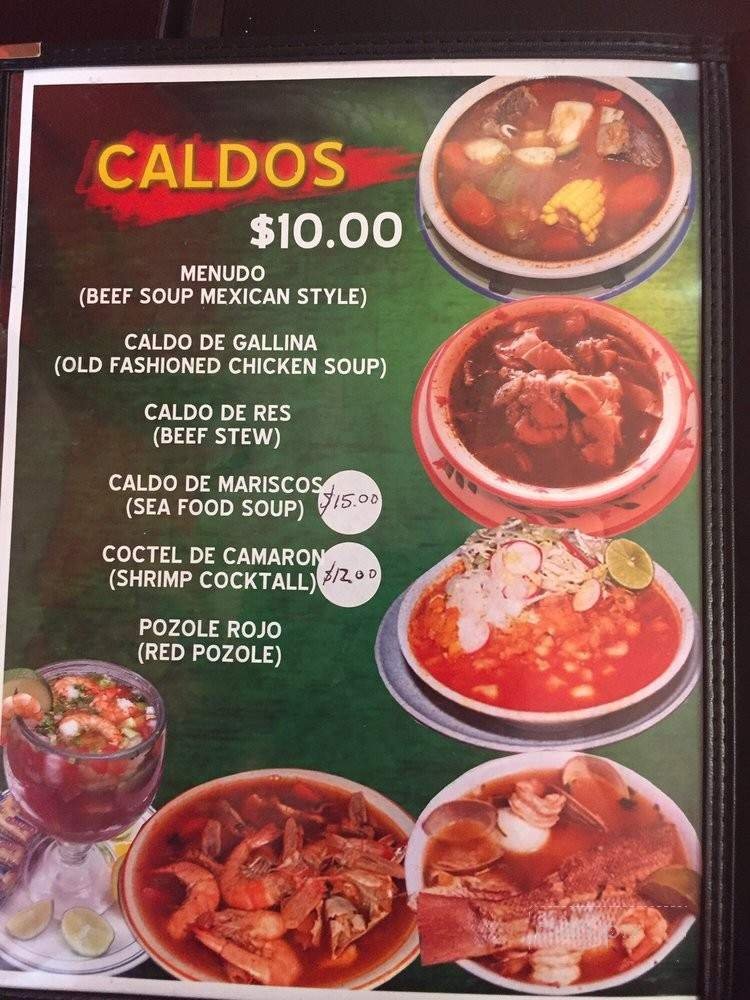 CALDOS
$10.00
MENUDO
(BEEF SOUP MEXICAN STYLE)
CALDO DE GALLINA
(OLD FASHIONED CHICKEN SOUP)
CALDO DE RES
(BEEF STEW)
CALDO DE MARISCOS
(SEA FOOD SOUP) $15.00
COCTEL DE CAMARON
(SHRIMP COCKTALL) $12.00
POZOLE ROJO
(RED POZOLE)